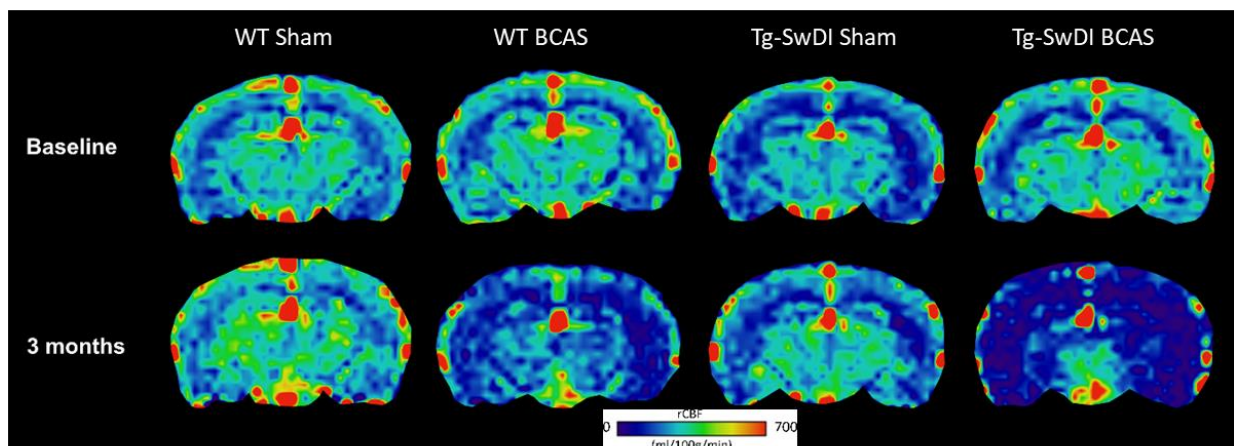 WT Sham WT BCAS Tg-SwDI Sham Tg-SwDI BCAS
Baseline
3 months
rCBF
0 700
(ml/100g/min)